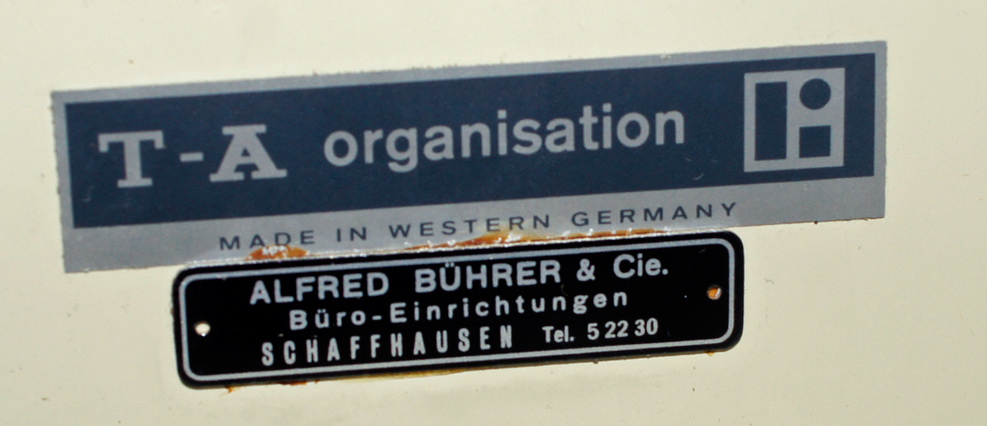 T-A organisation
MADE IN WESTERN GERMANY
ALFRED BÜHRER & Cie.
Büro-Einrichtungen
SCHAFFHAUSEN Tel. 5 22 30